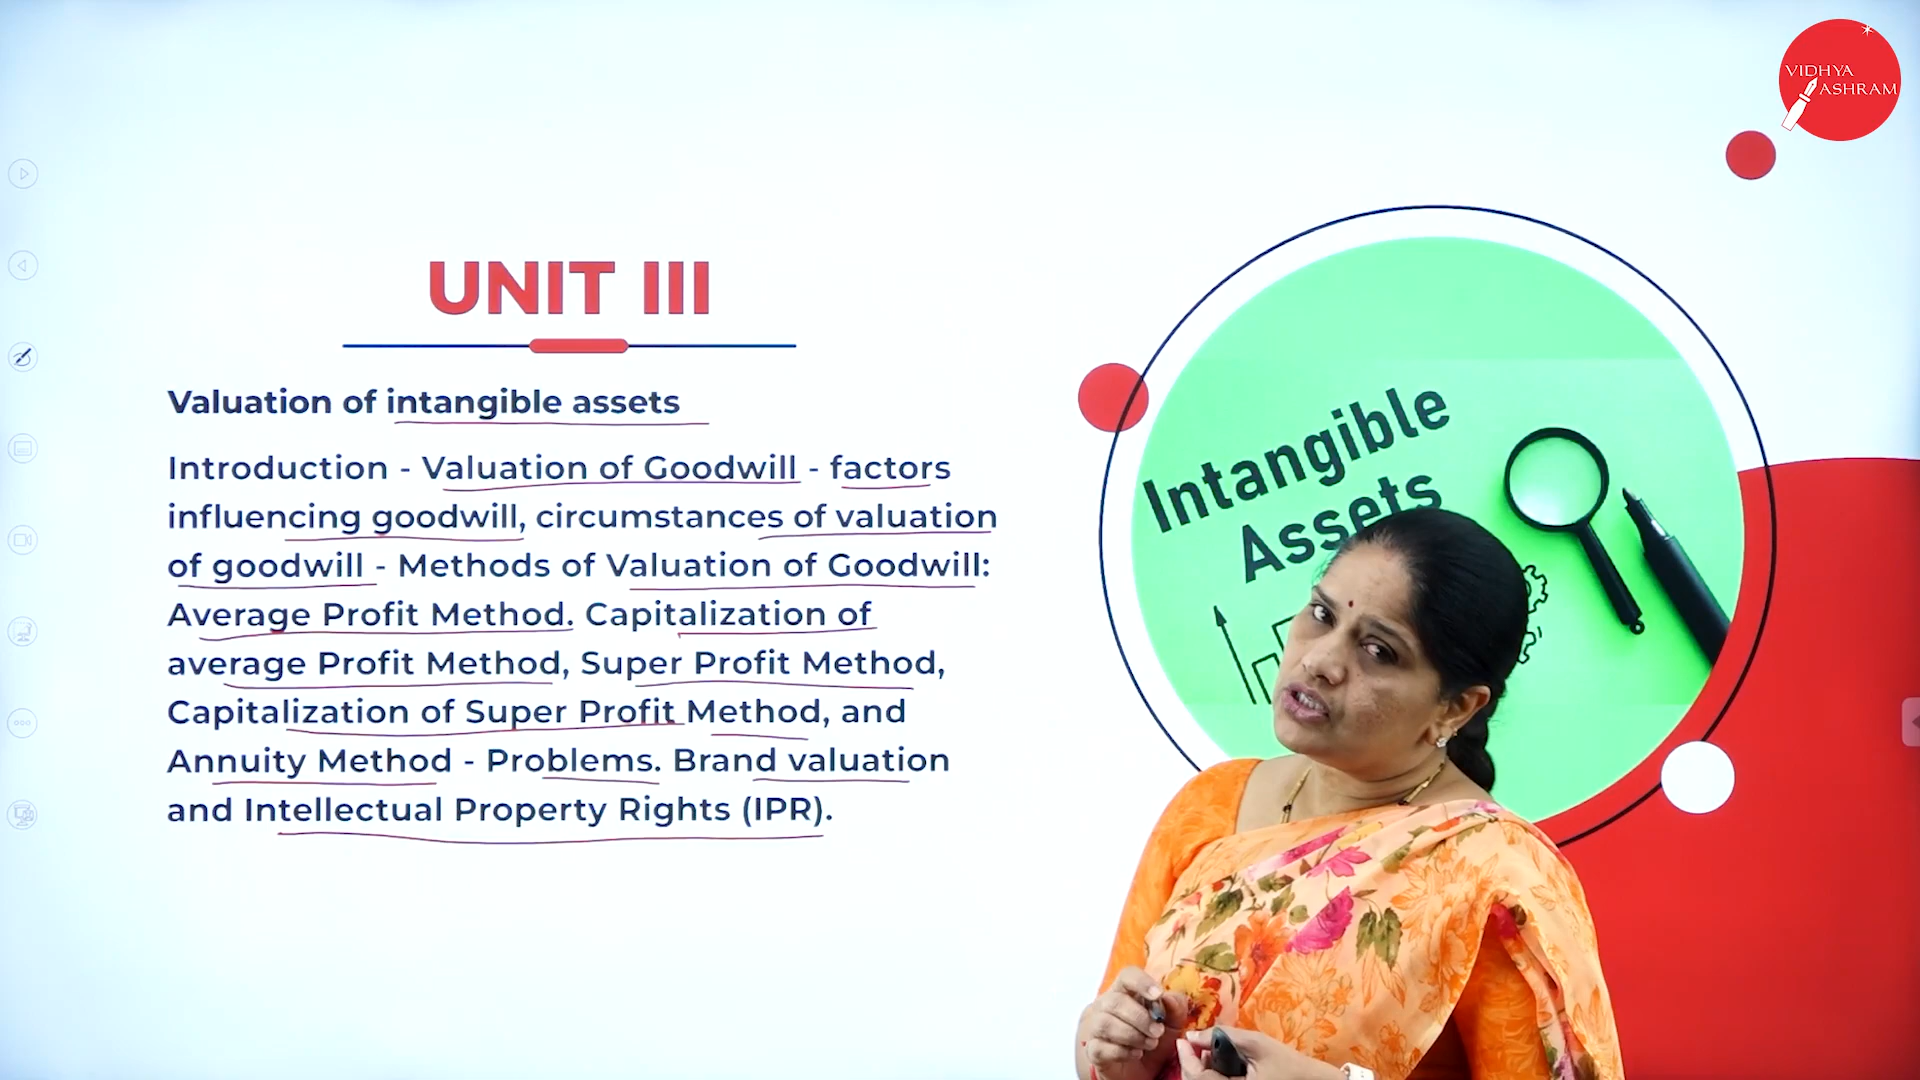 VIDHYA
ASHRAM
UNIT III
Valuation of intangible assets
Introduction - Valuation of Goodwill - factors
influencing goodwill, circumstances of valuation
of goodwill - Methods of Valuation of Goodwill:
Average Profit Method. Capitalization of
average Profit Method, Super Profit Method,
Capitalization of Super Profit Method, and
Annuity Method - Problems. Brand valuation
and Intellectual Property Rights (IPR).
Intangible
Assets